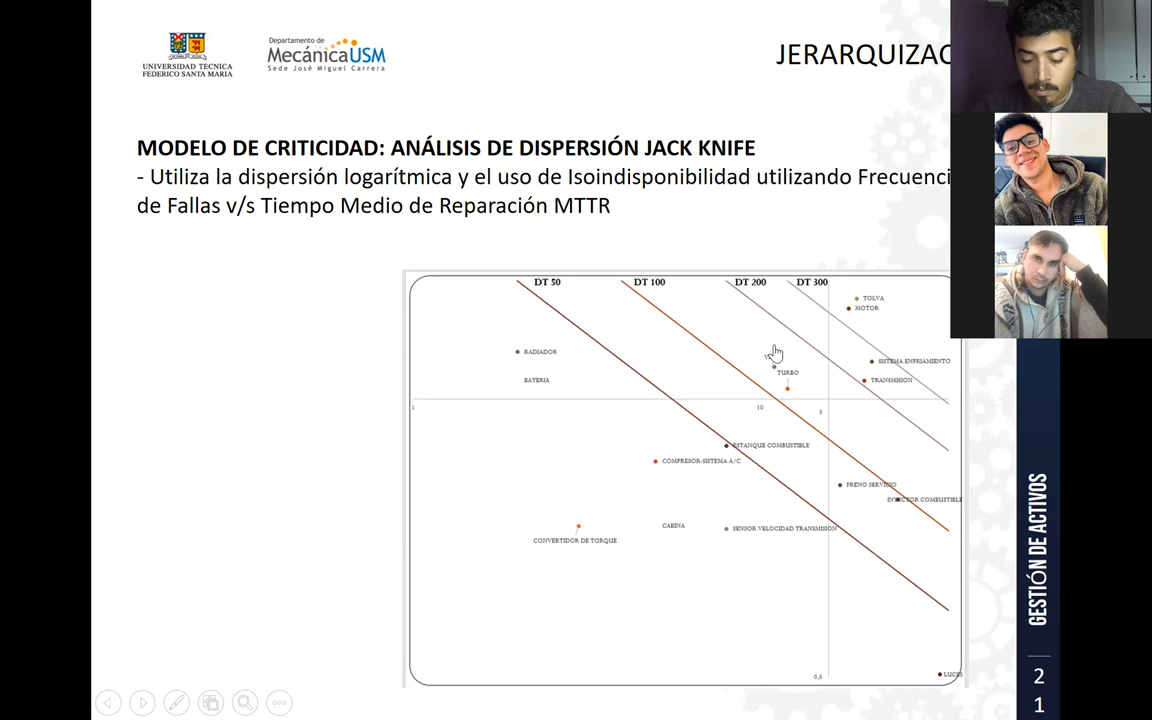 UNIVERSIDAD TECNICA
FEDERICO SANTA MARIA
Departamento de
MecánicaUSM
Sede José Miguel Carrera
JERARQUIZAC
MODELO DE CRITICIDAD: ANÁLISIS DE DISPERSIÓN JACK KNIFE
- Utiliza la dispersión logarítmica y el uso de Isoindisponibilidad utilizando Frecuenci
de Fallas v/s Tiempo Medio de Reparación MTTR
DT 50
DT 100
DT 200
DT 300
TOLVA
MOTOR
RADIADOR
SISTEMA ENFRIAMIENTO
TURBO
BATERIA
TRANSMISION
1
10
8
ESTANQUE COMBUSTIBLE
COMPRESOR-SISTEMA A/C
FRENO SERVICIO
INYECTOR COMBUSTIBLE
CABINA
SENSOR VELOCIDAD TRANSMISION
CONVERTIDOR DE TORQUE
0,8
LUCES
GESTIÓN DE ACTIVOS
2
1